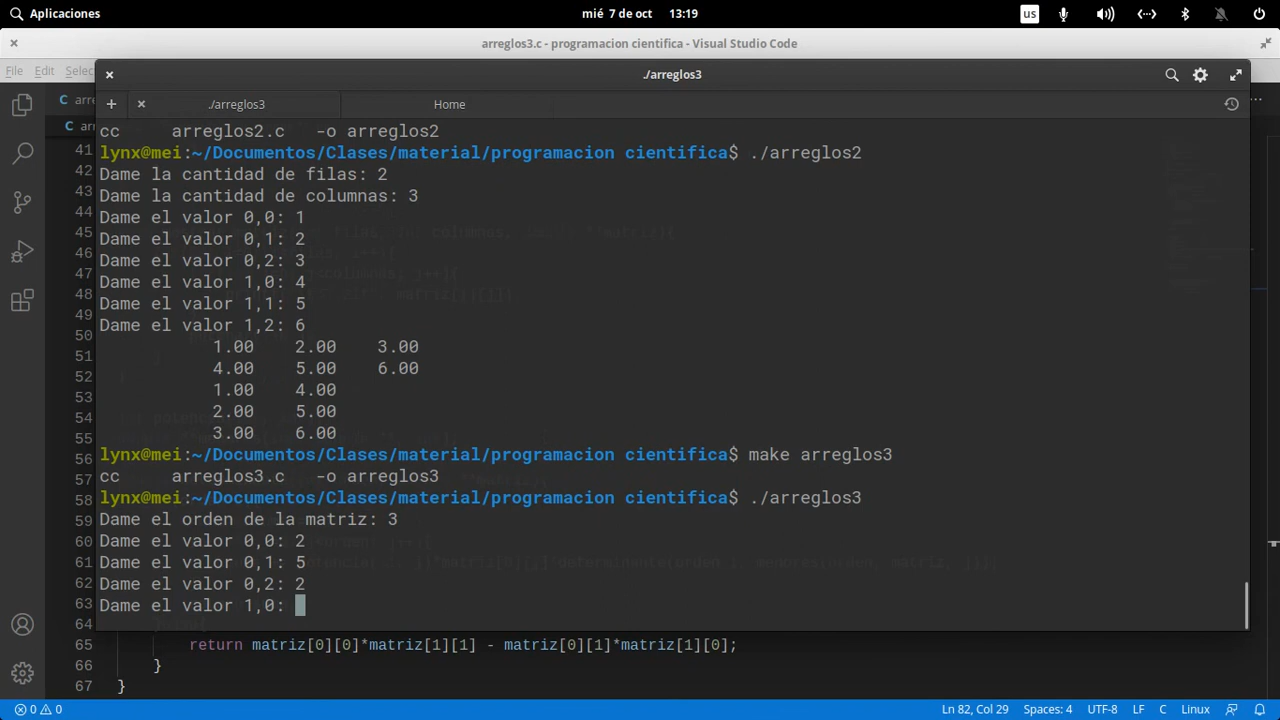 Aplicaciones
mié 7 de oct 13:19
us
arreglos3.c - programacion cientifica - Visual Studio Code
File Edit Selec
./arreglos3
./arreglos3
Home
cc arreglos2.c -o arreglos2
lynx@mei:~/Documentos/Clases/material/programacion cientifica$ ./arreglos2
Dame la cantidad de filas: 2
Dame la cantidad de columnas: 3
Dame el valor 0,0: 1
Dame el valor 0,1: 2
Dame el valor 0,2: 3
Dame el valor 1,0: 4
Dame el valor 1,1: 5
Dame el valor 1,2: 6
1.00 2.00 3.00
4.00 5.00 6.00
1.00 4.00
2.00 5.00
3.00 6.00
lynx@mei:~/Documentos/Clases/material/programacion cientifica$ make arreglos3
cc arreglos3.c -o arreglos3
lynx@mei:~/Documentos/Clases/material/programacion cientifica$ ./arreglos3
Dame el orden de la matriz: 3
Dame el valor 0,0: 2
Dame el valor 0,1: 5
Dame el valor 0,2: 2
Dame el valor 1,0:
41
42
43
44
45
46
47
48
49
50
51
52
53
54
55
56
57
58
59
60
61
62
63
64
65 return matriz[0][0]*matriz[1][1] - matriz[0][1]*matriz[1][0];
66 }
67 }
0 0 Ln 82, Col 29 Spaces: 4 UTF-8 LF C Linux